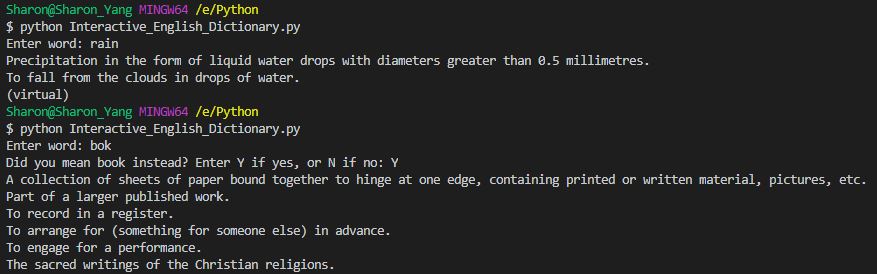 Sharon@Sharon_Yang MINGW64 /e/Python
$ python Interactive_English_Dictionary.py
Enter word: rain
Precipitation in the form of liquid water drops with diameters greater than 0.5 millimetres.
To fall from the clouds in drops of water.
(virtual)
Sharon@Sharon_Yang MINGW64 /e/Python
$ python Interactive_English_Dictionary.py
Enter word: bok
Did you mean book instead? Enter Y if yes, or N if no: Y
A collection of sheets of paper bound together to hinge at one edge, containing printed or written material, pictures, etc.
Part of a larger published work.
To record in a register.
To arrange for (something for someone else) in advance.
To engage for a performance.
The sacred writings of the Christian religions.